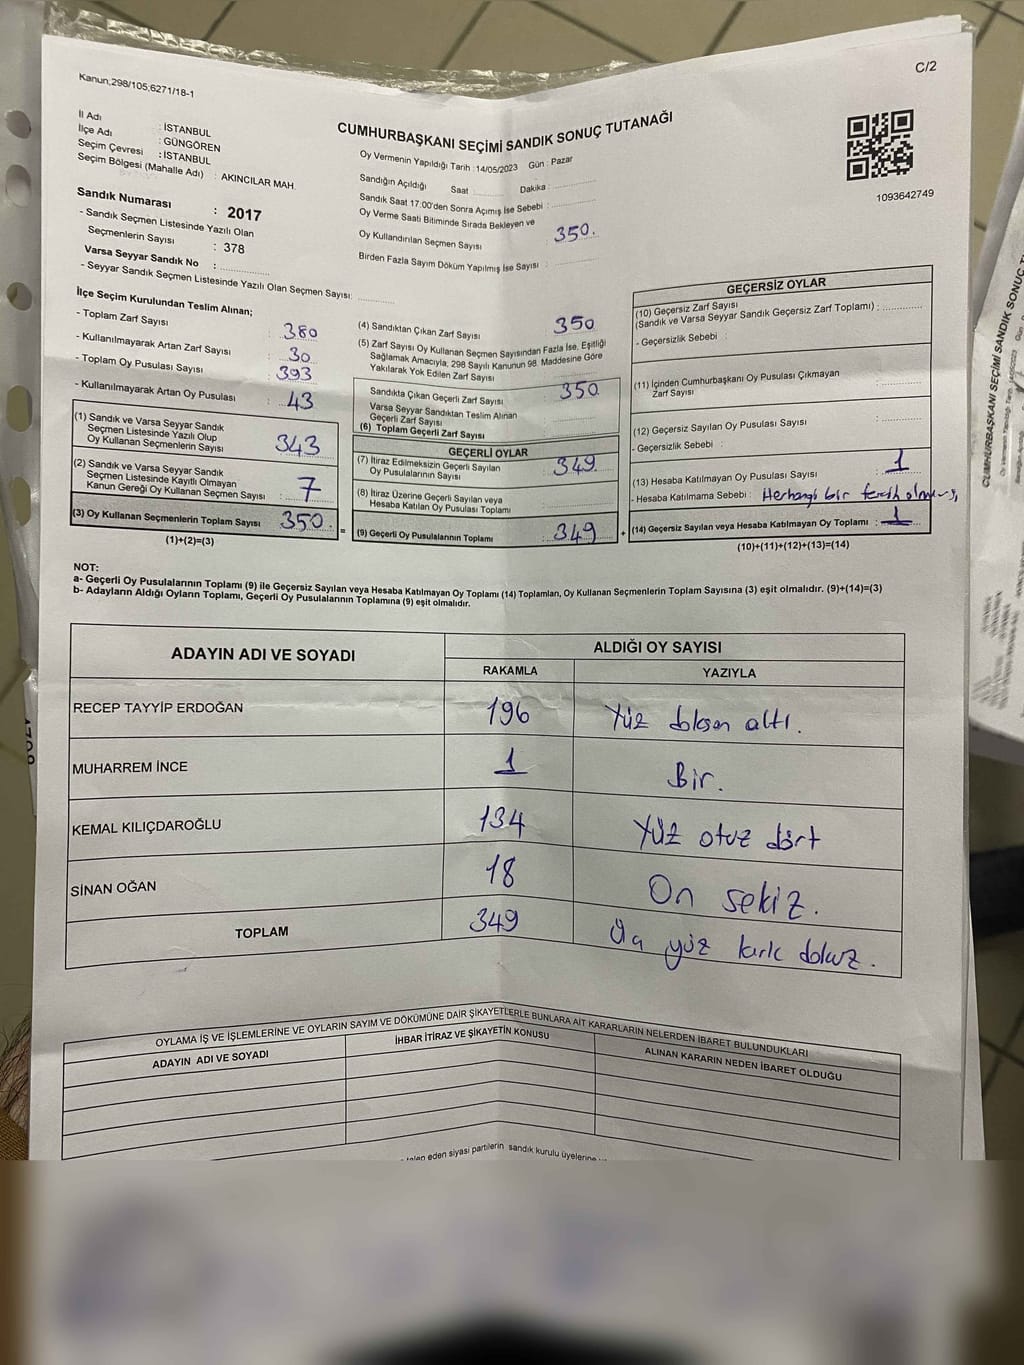 C/2
Kanun;298/105;6271/18-1
CUMHURBAŞKANI SEÇİMİ SANDIK SONUÇ TUTANAĞI
İl Adı : İSTANBUL
İlçe Adı : GÜNGÖREN
Seçim Çevresi : İSTANBUL
Seçim Bölgesi (Mahalle Adı) : AKINCILAR MAH.
Sandık Numarası : 2017
- Sandık Seçmen Listesinde Yazılı Olan
Seçmenlerin Sayısı : 378
Varsa Seyyar Sandık No :
- Seyyar Sandık Seçmen Listesinde Yazılı Olan Seçmen Sayısı:
Oy Vermenin Yapıldığı Tarih : 14/05/2023 Gün : Pazar
Sandığın Açıldığı Saat Dakika :
Sandık Saat 17:00'den Sonra Açımış İse Sebebi :
Oy Verme Saati Bitiminde Sırada Bekleyen ve
Oy Kullandırılan Seçmen Sayısı : 350.
Birden Fazla Sayım Döküm Yapılmış İse Sayısı :
1093642749
İlçe Seçim Kurulundan Teslim Alınan;
- Toplam Zarf Sayısı : 380
- Kullanılmayarak Artan Zarf Sayısı : 30
- Toplam Oy Pusulası Sayısı : 393
- Kullanılmayarak Artan Oy Pusulası : 43
(1) Sandık ve Varsa Seyyar Sandık
Seçmen Listesinde Yazılı Olup
Oy Kullanan Seçmenlerin Sayısı : 343
(2) Sandık ve Varsa Seyyar Sandık
Seçmen Listesinde Kayıtlı Olmayan
Kanun Gereği Oy Kullanan Seçmen Sayısı : 7
(3) Oy Kullanan Seçmenlerin Toplam Sayısı : 350.
(1)+(2)=(3)
(4) Sandıktan Çıkan Zarf Sayısı : 350
(5) Zarf Sayısı Oy Kullanan Seçmen Sayısından Fazla İse, Eşitliği
Sağlamak Amacıyla, 298 Sayılı Kanunun 98. Maddesine Göre
Yakılarak Yok Edilen Zarf Sayısı
Sandıkta Çıkan Geçerli Zarf Sayısı : 350
Varsa Seyyar Sandıktan Teslim Alınan
Geçerli Zarf Sayısı
(6) Toplam Geçerli Zarf Sayısı
GEÇERLİ OYLAR
(7) İtiraz Edilmeksizin Geçerli Sayılan
Oy Pusulalarının Sayısı : 349
(8) İtiraz Üzerine Geçerli Sayılan veya
Hesaba Katılan Oy Pusulası Toplamı
= (9) Geçerli Oy Pusulalarının Toplamı : 349
GEÇERSİZ OYLAR
(10) Geçersiz Zarf Sayısı
(Sandık ve Varsa Seyyar Sandık Geçersiz Zarf Toplamı) :
- Geçersizlik Sebebi :
(11) İçinden Cumhurbaşkanı Oy Pusulası Çıkmayan
Zarf Sayısı
(12) Geçersiz Sayılan Oy Pusulası Sayısı :
- Geçersizlik Sebebi :
(13) Hesaba Katılmayan Oy Pusulası Sayısı : 1
- Hesaba Katılmama Sebebi : Herhangi bir
+ (14) Geçersiz Sayılan veya Hesaba Katılmayan Oy Toplamı : 1
(10)+(11)+(12)+(13)=(14)
NOT:
a- Geçerli Oy Pusulalarının Toplamı (9) ile Geçersiz Sayılan veya Hesaba Katılmayan Oy Toplamı (14) Toplamları, Oy Kullanan Seçmenlerin Toplam Sayısına (3) eşit olmalıdır. (9)+(14)=(3)
b- Adayların Aldığı Oyların Toplamı, Geçerli Oy Pusulalarının Toplamına (9) eşit olmalıdır.
ADAYIN ADI VE SOYADI
ALDIĞI OY SAYISI
RAKAMLA YAZIYLA
RECEP TAYYİP ERDOĞAN 196 Yüz doksan altı.
MUHARREM İNCE 1 Bir.
KEMAL KILIÇDAROĞLU 134 Yüz otuz dört
SİNAN OĞAN 18 On sekiz.
TOPLAM 349 Üç yüz kırk dokuz.
OYLAMA İŞ VE İŞLEMLERİNE VE OYLARIN SAYIM VE DÖKÜMÜNE DAİR ŞİKAYETLERLE BUNLARA AİT KARARLARIN NELERDEN İBARET BULUNDUKLARI
ADAYIN ADI VE SOYADI İHBAR İTİRAZ VE ŞİKAYETİN KONUSU ALINAN KARARIN NEDEN İBARET OLDUĞU
talep eden siyasi partilerin sandık kurulu üyelerine
CUMHURBAŞKANI SEÇİMİ SANDIK SONUÇ